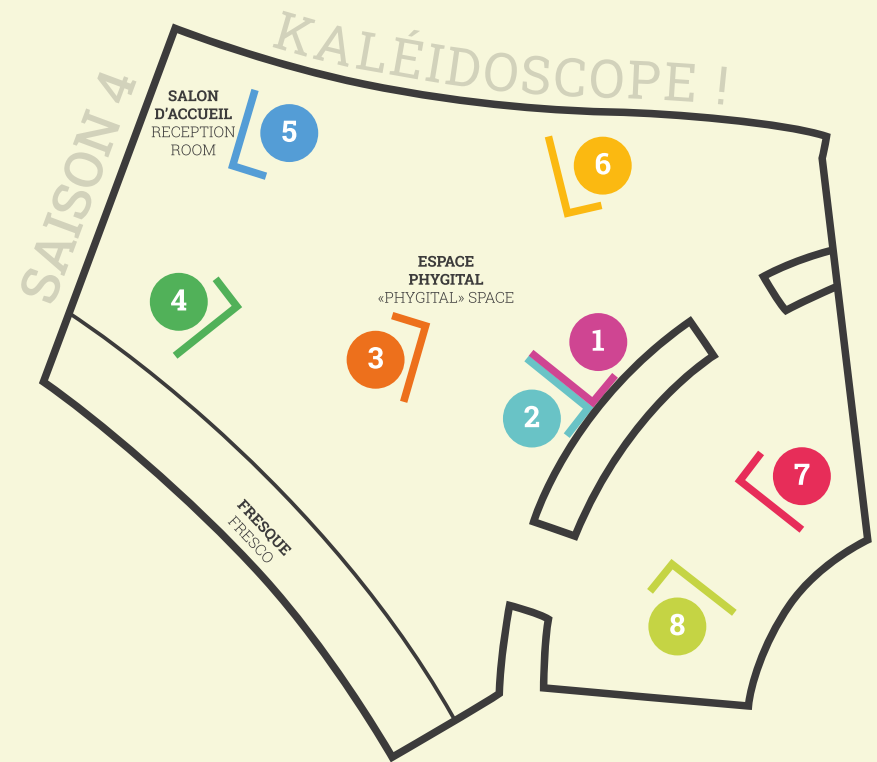 KALÉIDOSCOPE !
SAISON 4
SALON
D'ACCUEIL
RECEPTION
ROOM
5
6
4
ESPACE
PHYGITAL
«PHYGITAL» SPACE
3
1
2
7
8
FRESQUE
FRESCO